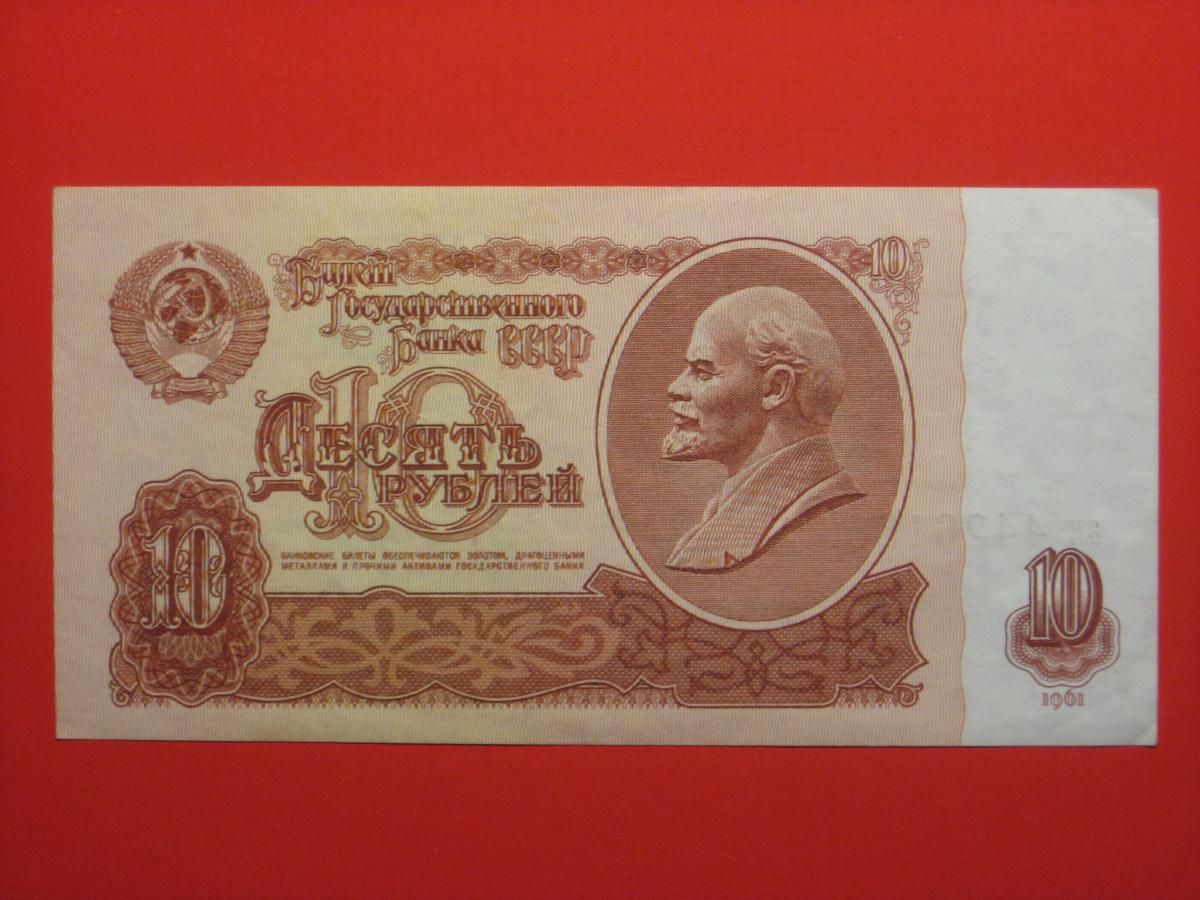 Билет
Государственного
Банка СССР
10
10
Десять
рублей
БАНКОВСКИЕ БИЛЕТЫ ОБЕСПЕЧИВАЮТСЯ ЗОЛОТОМ, ДРАГОЦЕННЫМИ
МЕТАЛЛАМИ И ПРОЧИМИ АКТИВАМИ ГОСУДАРСТВЕННОГО БАНКА
10
10
1961